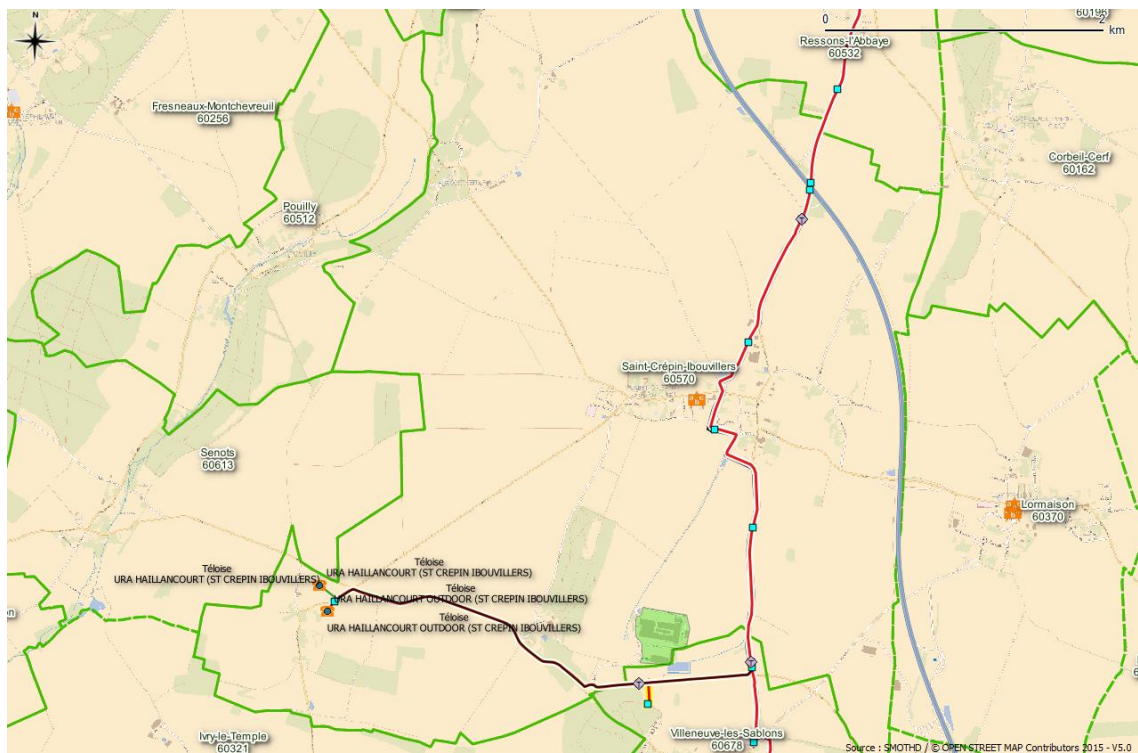 N
0
2
km
60196
Ressons-l'Abbaye
60532
Fresneaux-Montchevreuil
60256
Corbeil-Cerf
60162
Pouilly
60512
Saint-Crépin-Ibouvillers
60570
Senots
60613
Lormaison
60370
Téloise
URA HAILLANCOURT (ST CREPIN IBOUVILLERS)
Téloise
URA HAILLANCOURT (ST CREPIN IBOUVILLERS)
Téloise
URA HAILLANCOURT OUTDOOR (ST CREPIN IBOUVILLERS)
Téloise
URA HAILLANCOURT OUTDOOR (ST CREPIN IBOUVILLERS)
T
T
T
Ivry-le-Temple
60321
Villeneuve-les-Sablons
60678
Source : SMOTHD / © OPEN STREET MAP Contributors 2015 - V5.0